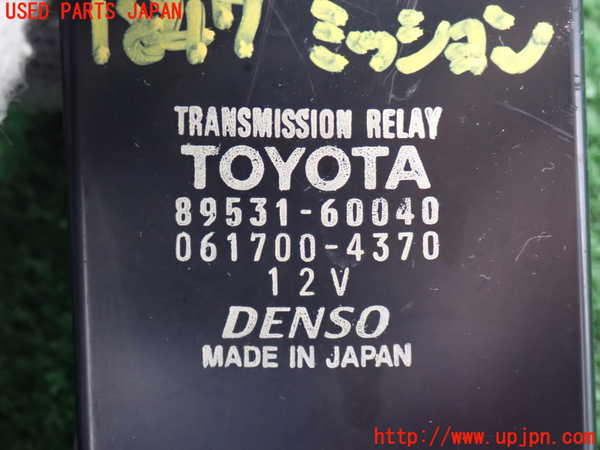 USED PARTS JAPAN
ミッション
TRANSMISSION RELAY
TOYOTA
89531-60040
061700-4370
12V
DENSO
MADE IN JAPAN
http://www.upjpn.com